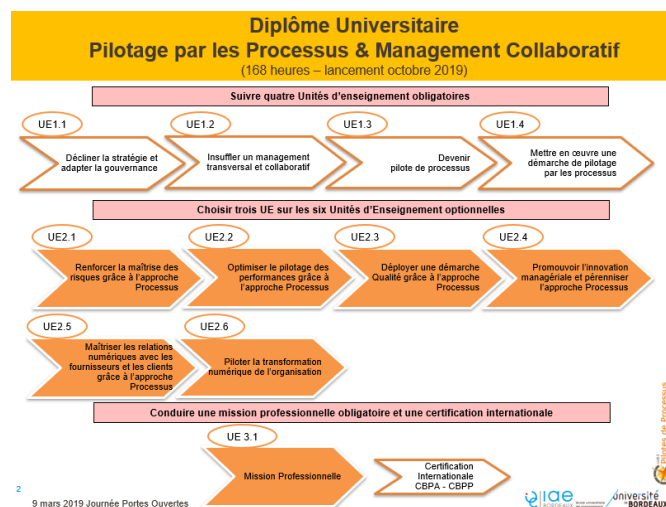 Diplôme Universitaire
Pilotage par les Processus & Management Collaboratif
(168 heures – lancement octobre 2019)
Suivre quatre Unités d'enseignement obligatoires
UE1.1
UE1.2
UE1.3
UE1.4
Décliner la stratégie et
adapter la gouvernance
Insuffler un management
transversal et collaboratif
Devenir
pilote de processus
Mettre en œuvre une
démarche de pilotage
par les processus
Choisir trois UE sur les six Unités d'Enseignement optionnelles
UE2.1
UE2.2
UE2.3
UE2.4
Renforcer la maîtrise des
risques grâce à l'approche
Processus
Optimiser le pilotage des
performances grâce à
l'approche Processus
Déployer une démarche
Qualité grâce à l'approche
Processus
Promouvoir l'innovation
managériale et pérenniser
l'approche Processus
UE2.5
UE2.6
Maîtriser les relations
numériques avec les
fournisseurs et les clients
grâce à l'approche
Processus
Piloter la transformation
numérique de l'organisation
Conduire une mission professionnelle obligatoire et une certification internationale
UE 3.1
Mission Professionnelle
Certification
Internationale
CBPA - CBPP
Pilotes de Processus
2
9 mars 2019 Journée Portes Ouvertes
iae
BORDEAUX
université
de BORDEAUX